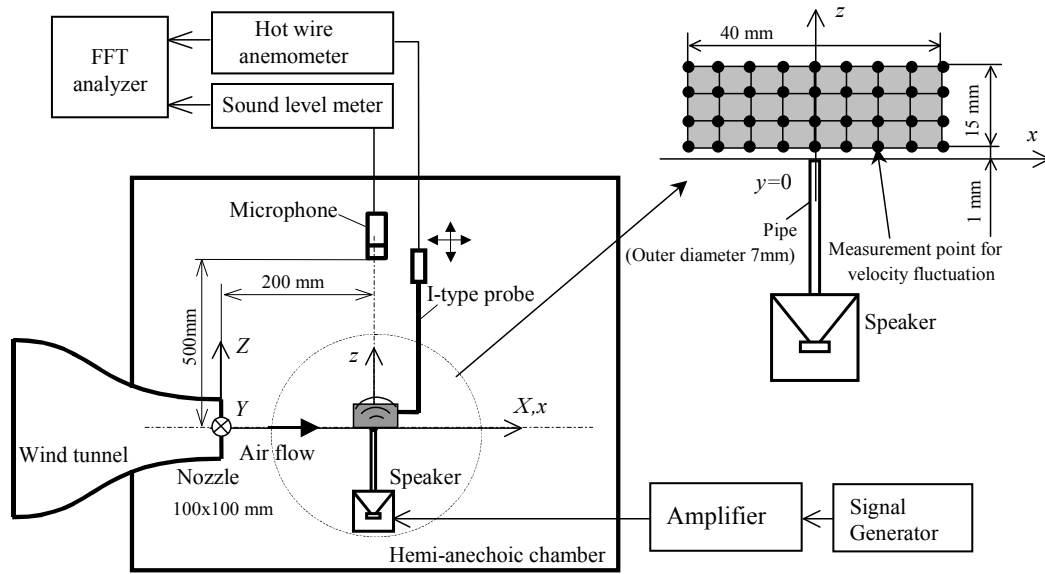 FFT
analyzer
Hot wire
anemometer
Sound level meter
z
40 mm
15 mm
x
1 mm
y=0
Pipe
(Outer diameter 7mm)
Measurement point for
velocity fluctuation
Speaker
Microphone
200 mm
I-type probe
500mm
Z
z
Y
X,x
Wind tunnel
Air flow
Nozzle
100x100 mm
Speaker
Hemi-anechoic chamber
Amplifier
Signal
Generator